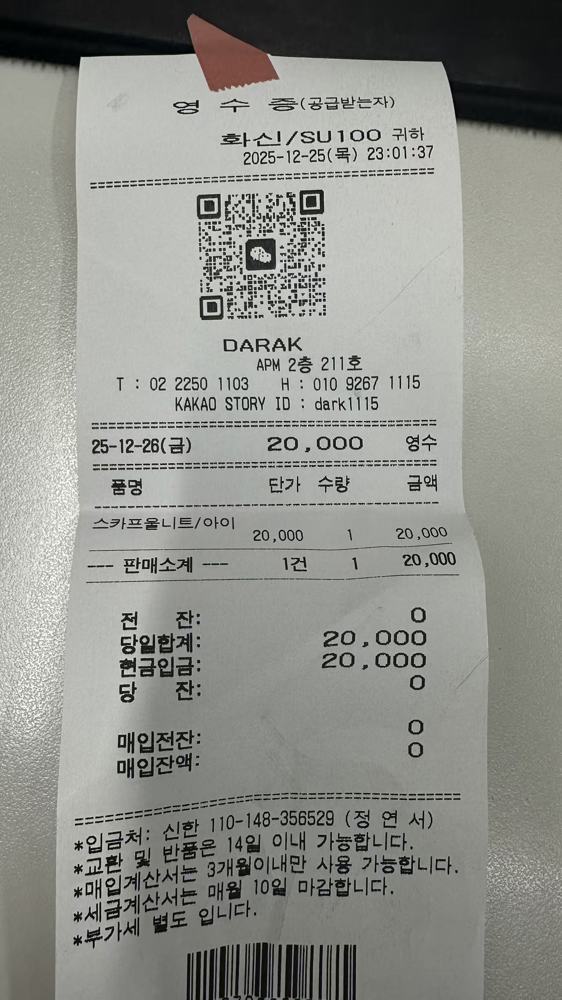 영 수 증(공급받는자)
화신/SU100 귀하
2025-12-25(목) 23:01:37
DARAK
APM 2층 211호
T : 02 2250 1103 H : 010 9267 1115
KAKAO STORY ID : dark1115
25-12-26(금) 20,000 영수
품명 단가 수량 금액
스카프울니트/아이
20,000 1 20,000
--- 판매소계 --- 1건 1 20,000
전 잔: 0
당일합계: 20,000
현금입금: 20,000
당 잔: 0
매입전잔: 0
매입잔액: 0
*입금처: 신한 110-148-356529 (정 연 서)
*교환 및 반품은 14일 이내 가능합니다.
*매입계산서는 3개월이내만 사용 가능합니다.
*세금계산서는 매월 10일 마감합니다.
*부가세 별도 입니다.